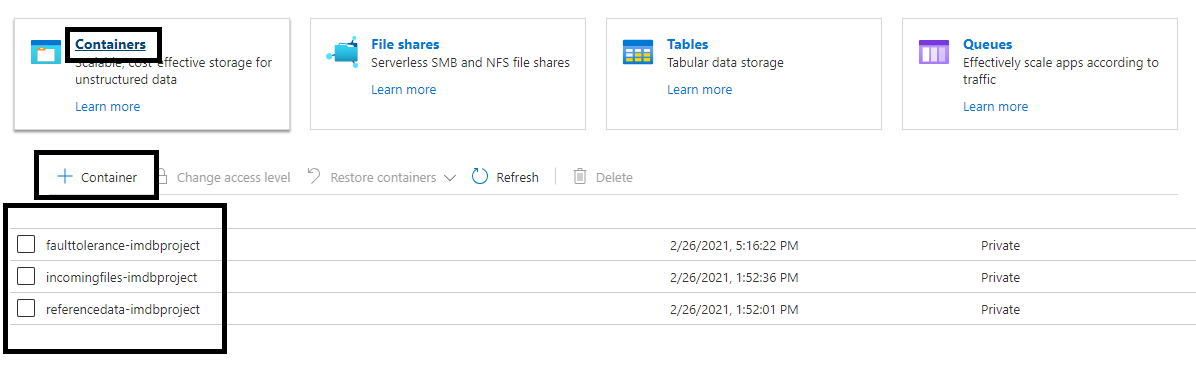 Containers
Scalable, cost-effective storage for
unstructured data
Learn more
File shares
Serverless SMB and NFS file shares
Learn more
Tables
Tabular data storage
Learn more
Queues
Effectively scale apps according to
traffic
Learn more
Container Change access level Restore containers Refresh Delete
faulttolerance-imdbproject 2/26/2021, 5:16:22 PM Private
incomingfiles-imdbproject 2/26/2021, 1:52:36 PM Private
referencedata-imdbproject 2/26/2021, 1:52:01 PM Private